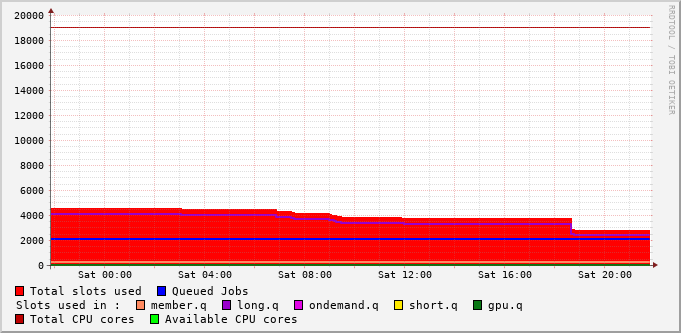 RRDTOOL / TOBI OETIKER
20000
18000
16000
14000
12000
10000
8000
6000
4000
2000
0
Sat 00:00 Sat 04:00 Sat 08:00 Sat 12:00 Sat 16:00 Sat 20:00
Total slots used Queued Jobs
Slots used in : member.q long.q ondemand.q short.q gpu.q
Total CPU cores Available CPU cores